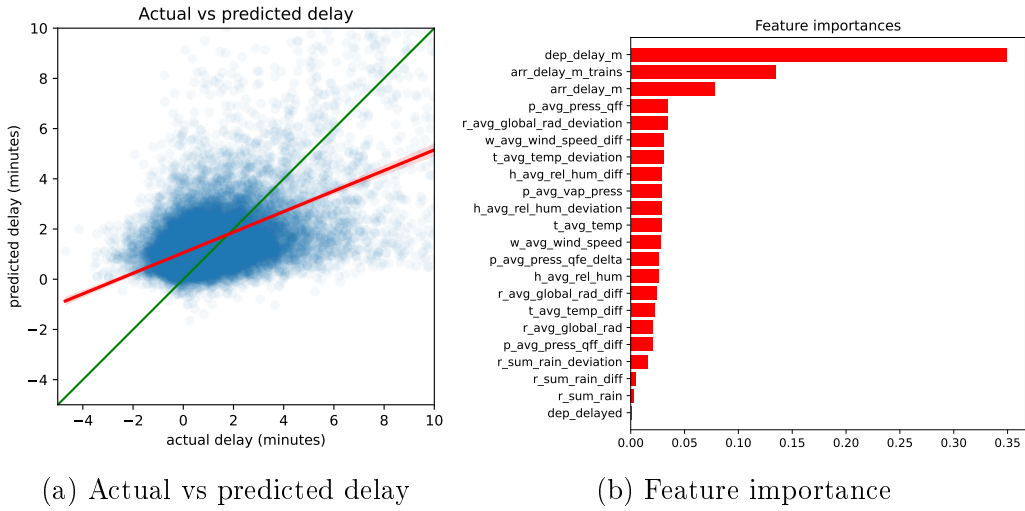 Actual vs predicted delay
10
8
6
4
2
0
−2
−4
predicted delay (minutes)
−4 −2 0 2 4 6 8 10
actual delay (minutes)
(a) Actual vs predicted delay
Feature importances
dep_delay_m
arr_delay_m_trains
arr_delay_m
p_avg_press_qff
r_avg_global_rad_deviation
w_avg_wind_speed_diff
t_avg_temp_deviation
h_avg_rel_hum_diff
p_avg_vap_press
h_avg_rel_hum_deviation
t_avg_temp
w_avg_wind_speed
p_avg_press_qfe_delta
h_avg_rel_hum
r_avg_global_rad_diff
t_avg_temp_diff
r_avg_global_rad
p_avg_press_qff_diff
r_sum_rain_deviation
r_sum_rain_diff
r_sum_rain
dep_delayed
0.00 0.05 0.10 0.15 0.20 0.25 0.30 0.35
(b) Feature importance